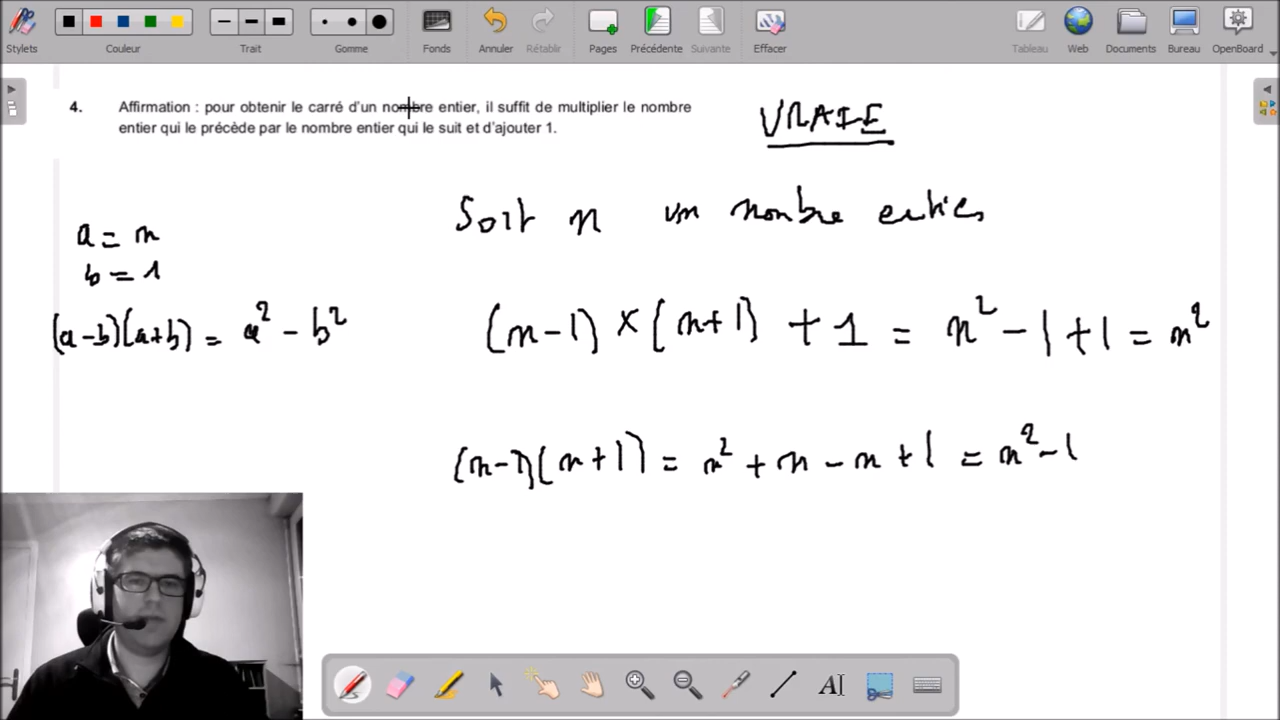 Stylets Couleur Trait Gomme Fonds Annuler Rétablir Pages Précédente Suivante Effacer Tableau Web Documents Bureau OpenBoard
4. Affirmation : pour obtenir le carré d'un nombre entier, il suffit de multiplier le nombre
entier qui le précède par le nombre entier qui le suit et d'ajouter 1.
VRAIE
Soit n un nombre entier
a = n
b = 1
(a-b)(a+b) = a² - b²
(n-1) × (n+1) + 1 = n² - 1 + 1 = n²
(n-1)(n+1) = n² + n - n + 1 = n² - 1